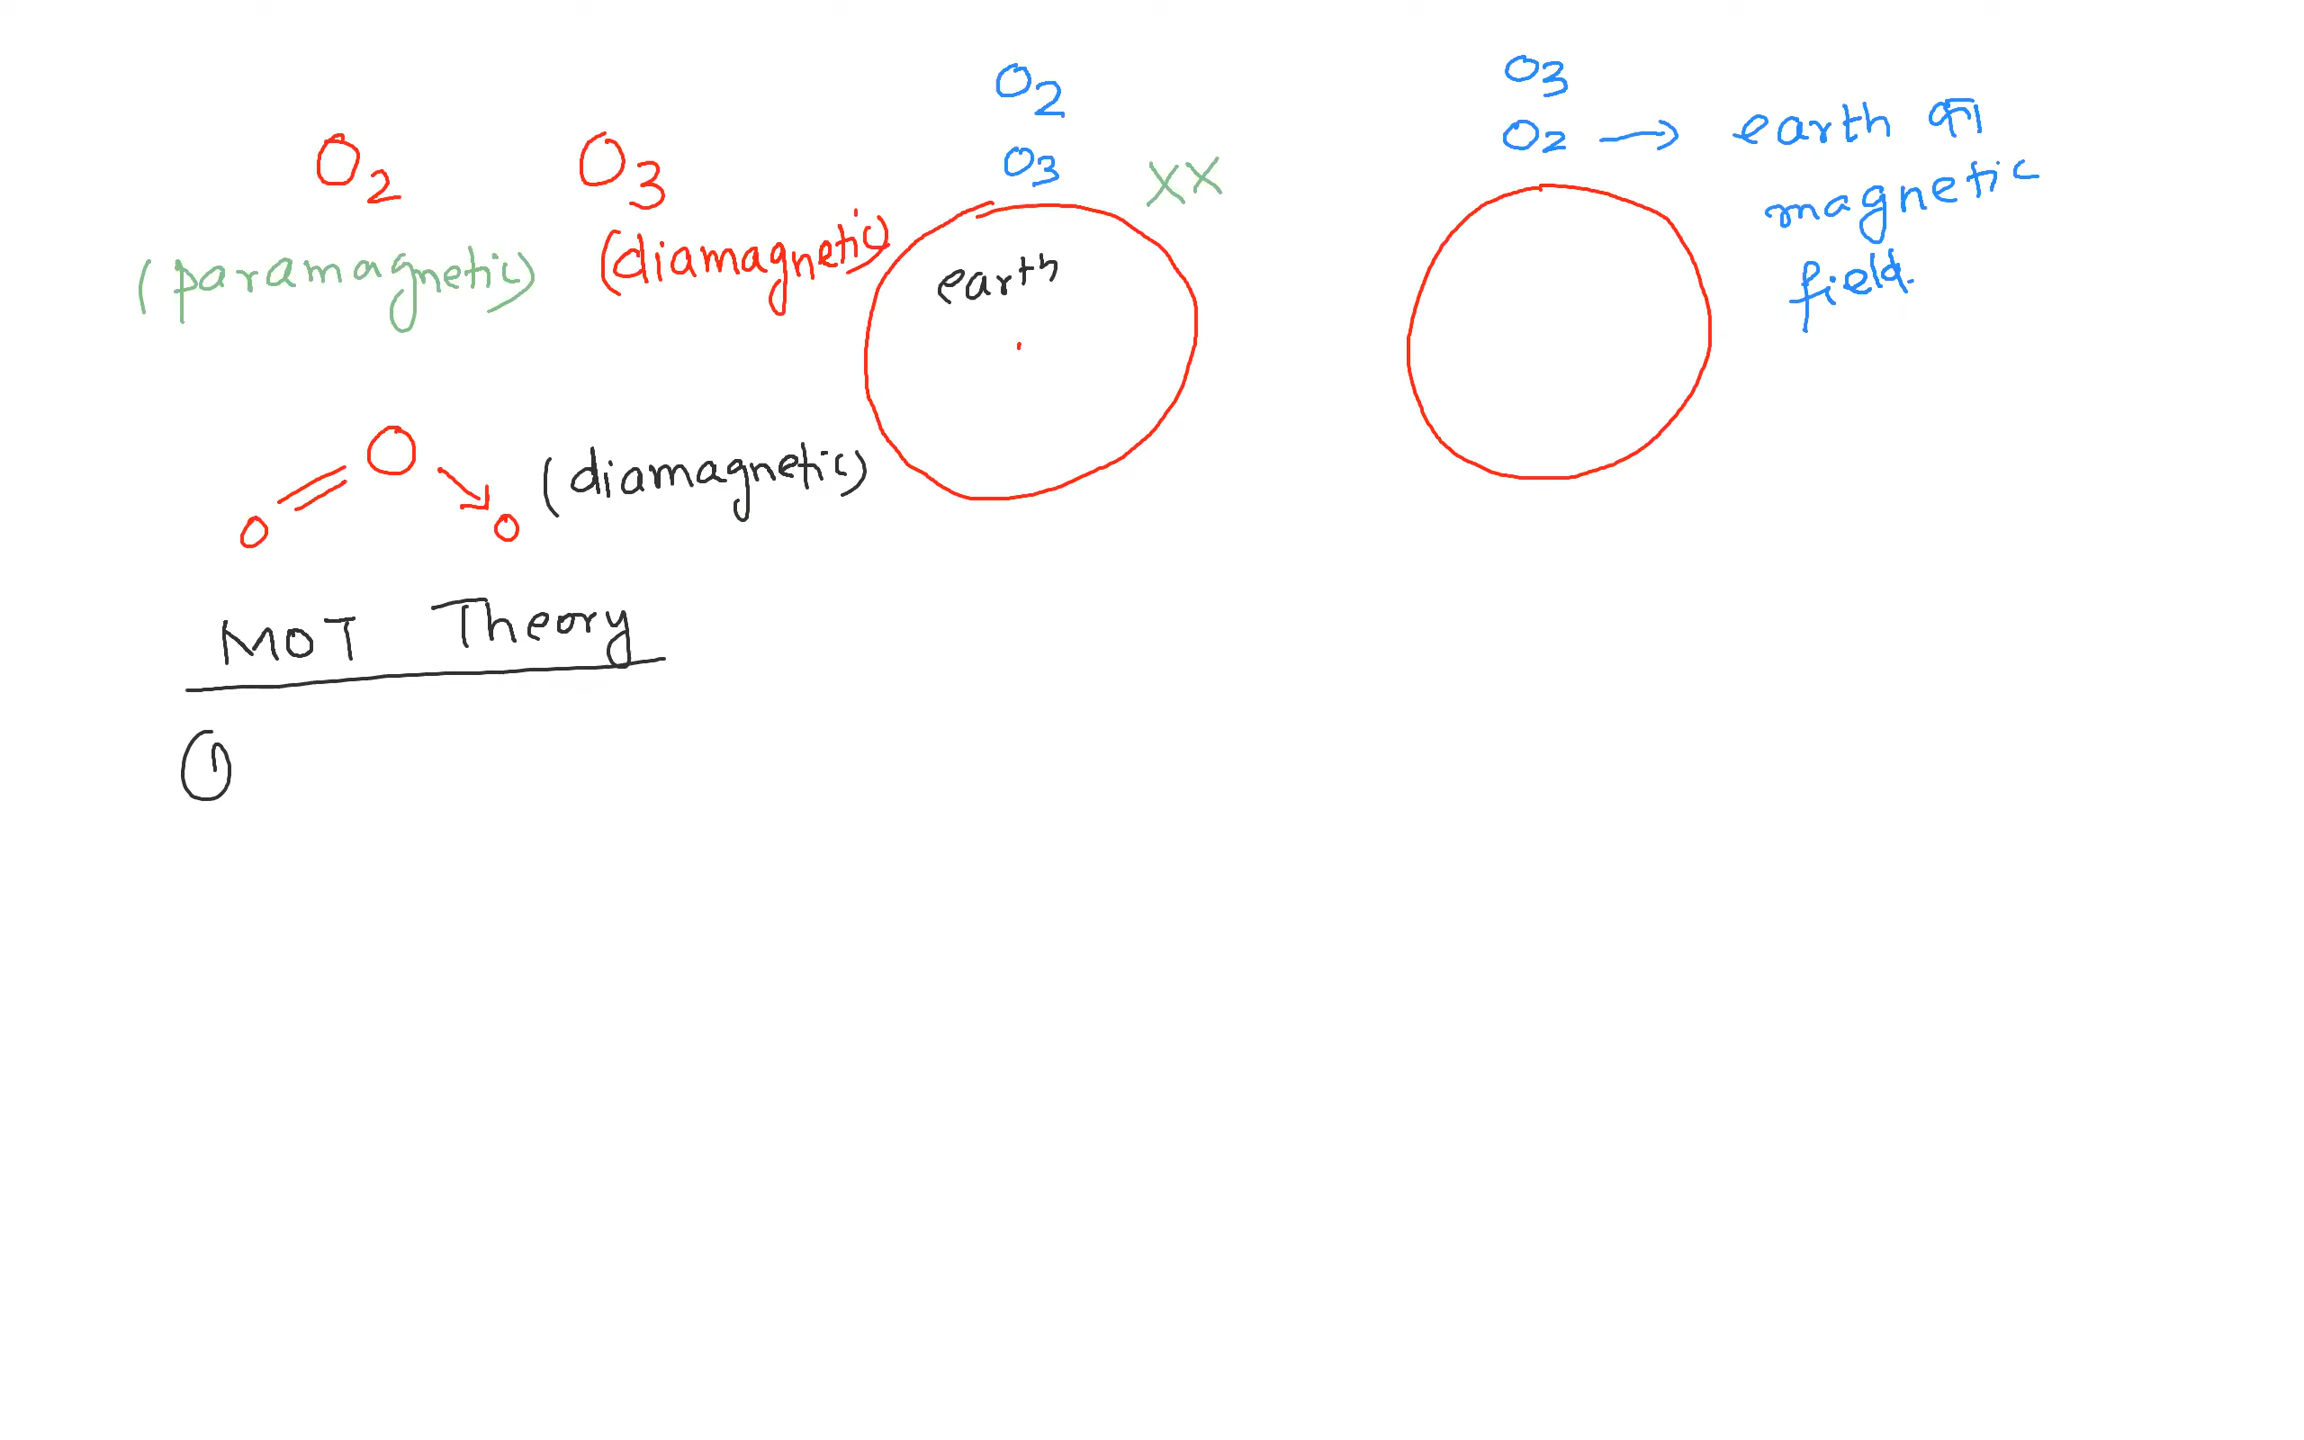 O2 O3
(paramagnetic) (diamagnetic)
O2
O3 XX
earth
O3
O2 → earth का
magnetic
field.
O
O O (diamagnetic)
MOT Theory
①